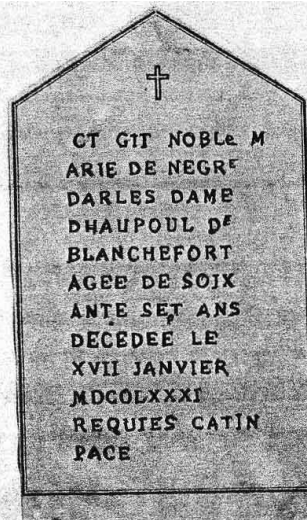 CT GIT NOBLe M
ARIE DE NEGRᴱ
DARLES DAME
DHAUPOUL Dᴱ
BLANCHEFORT
AGEE DE SOIX
ANTE SEpT ANS
DECEDEE LE
XVII JANVIER
MDCOLXXXI
REQUIES CATIN
PACE